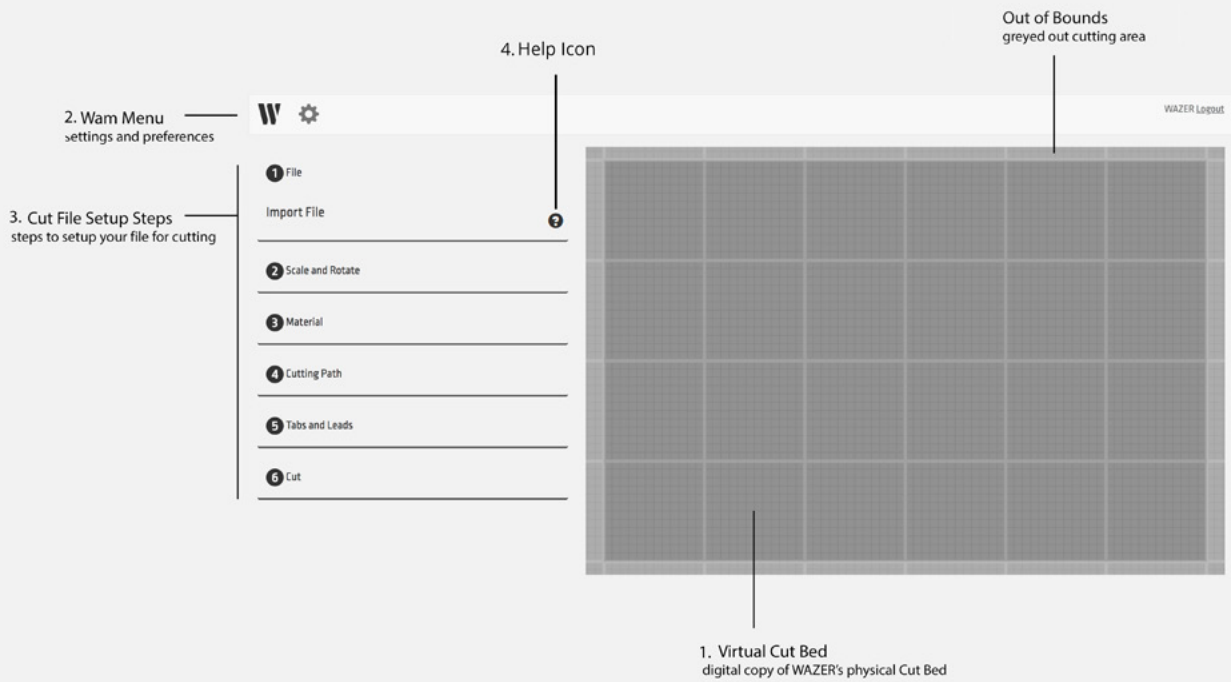 Out of Bounds
greyed out cutting area
4. Help Icon
2. Wam Menu
settings and preferences
W
WAZER Logout
1 File
Import File
?
3. Cut File Setup Steps
steps to setup your file for cutting
2 Scale and Rotate
3 Material
4 Cutting Path
5 Tabs and Leads
6 Cut
1. Virtual Cut Bed
digital copy of WAZER's physical Cut Bed